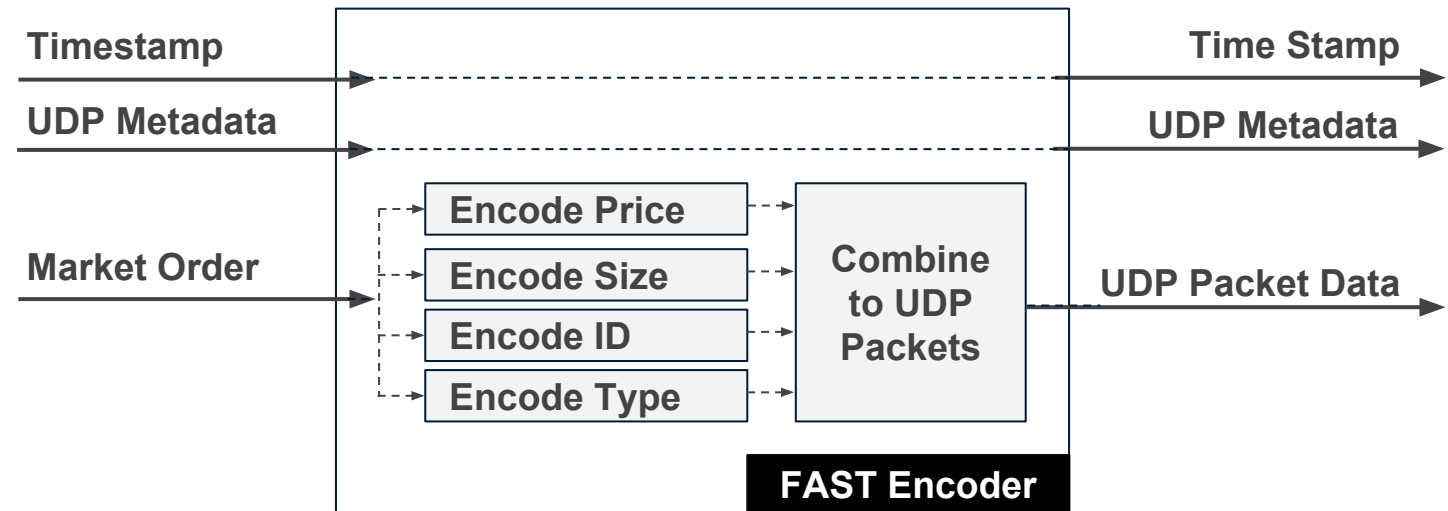 Timestamp
Time Stamp
UDP Metadata
UDP Metadata
Encode Price
Encode Size
Market Order
Combine
to UDP
Packets
UDP Packet Data
Encode ID
Encode Type
FAST Encoder